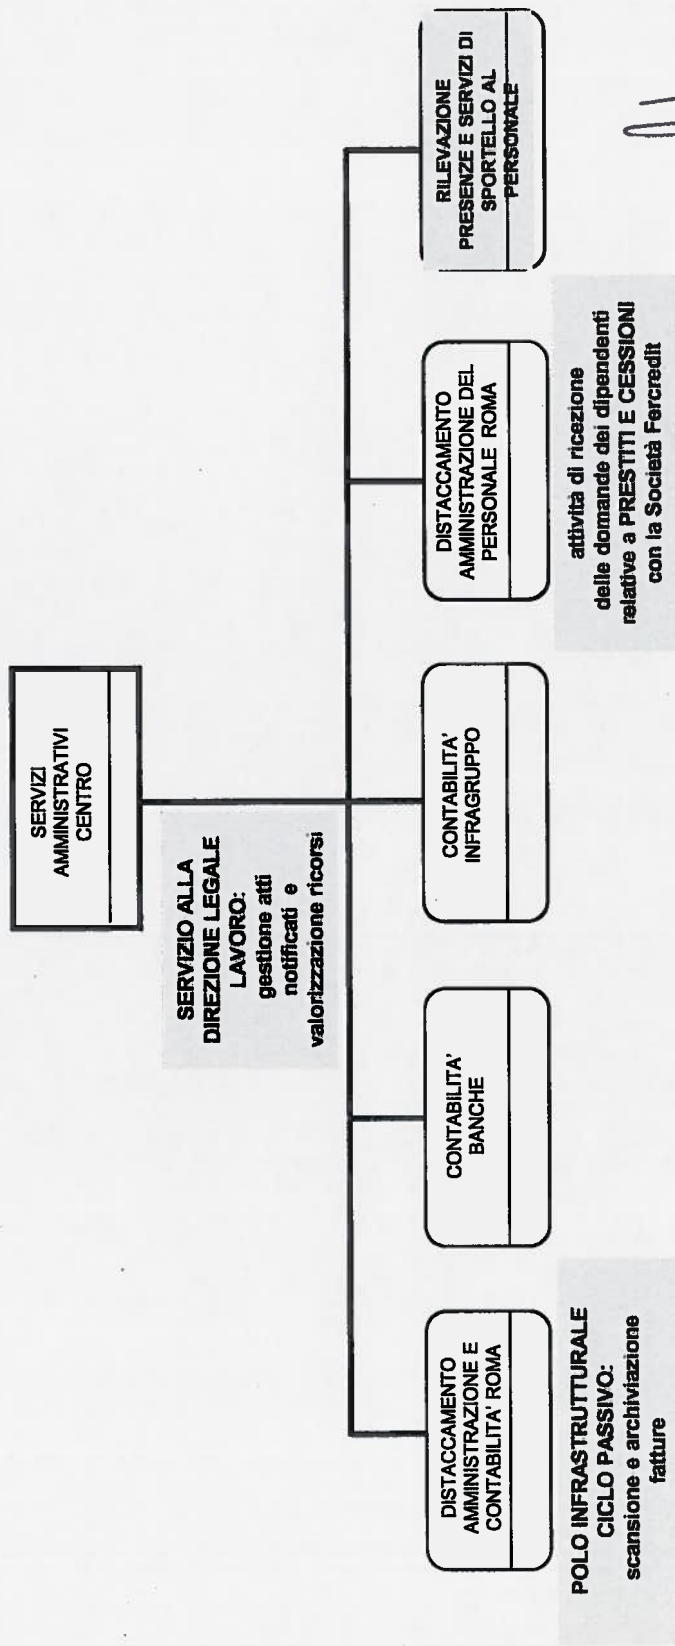 SERVIZI
AMMINISTRATIVI
CENTRO
SERVIZIO ALLA
DIREZIONE LEGALE
LAVORO:
gestione atti
notificati e
valorizzazione ricorsi
DISTACCAMENTO
AMMINISTRAZIONE E
CONTABILITA' ROMA
CONTABILITA'
BANCHE
CONTABILITA'
INFRAGRUPPO
DISTACCAMENTO
AMMINISTRAZIONE DEL
PERSONALE ROMA
RILEVAZIONE
PRESENZE E SERVIZI DI
SPORTELLO AL
PERSONALE
POLO INFRASTRUTTURALE
CICLO PASSIVO:
scansione e archiviazione
fatture
attività di ricezione
delle domande dei dipendenti
relative a PRESTITI E CESSIONI
con la Società Fercredit